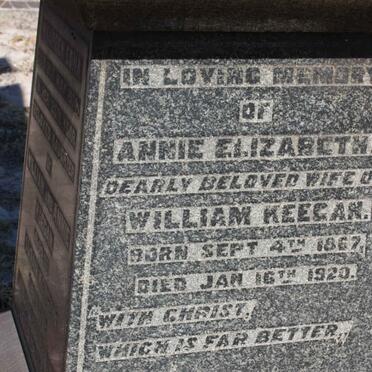 IN LOVING MEMORY
OF
ANNIE ELIZABETH
DEARLY BELOVED WIFE O
WILLIAM KEEGAN.
BORN SEPT 4TH 1867,
DIED JAN 16TH 1920.
WITH CHRIST,
WHICH IS FAR BETTER,